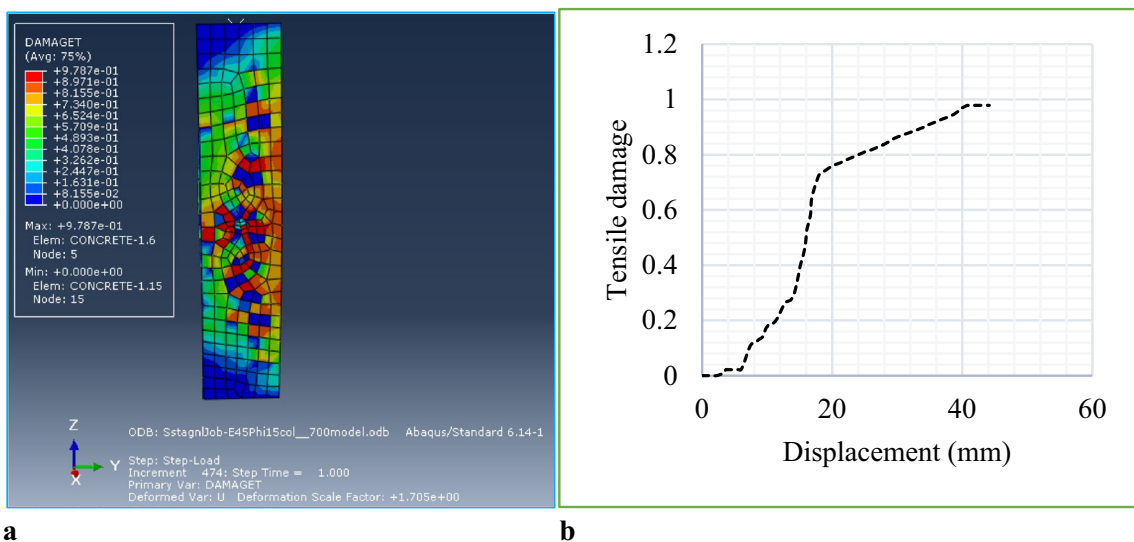 DAMAGET
(Avg: 75%)
+9.787e-01
+8.971e-01
+8.155e-01
+7.340e-01
+6.524e-01
+5.709e-01
+4.893e-01
+4.078e-01
+3.262e-01
+2.447e-01
+1.631e-01
+8.155e-02
+0.000e+00
Max: +9.787e-01
Elem: CONCRETE-1.6
Node: 5
Min: +0.000e+00
Elem: CONCRETE-1.15
Node: 15
Z
Y
X
ODB: SstagnlJob-E45Phi15col__700model.odb Abaqus/Standard 6.14-1
Step: Step-Load
Increment 474: Step Time = 1.000
Primary Var: DAMAGET
Deformed Var: U Deformation Scale Factor: +1.705e+00
a
1.2
1
0.8
0.6
0.4
0.2
0
Tensile damage
0 20 40 60
Displacement (mm)
b